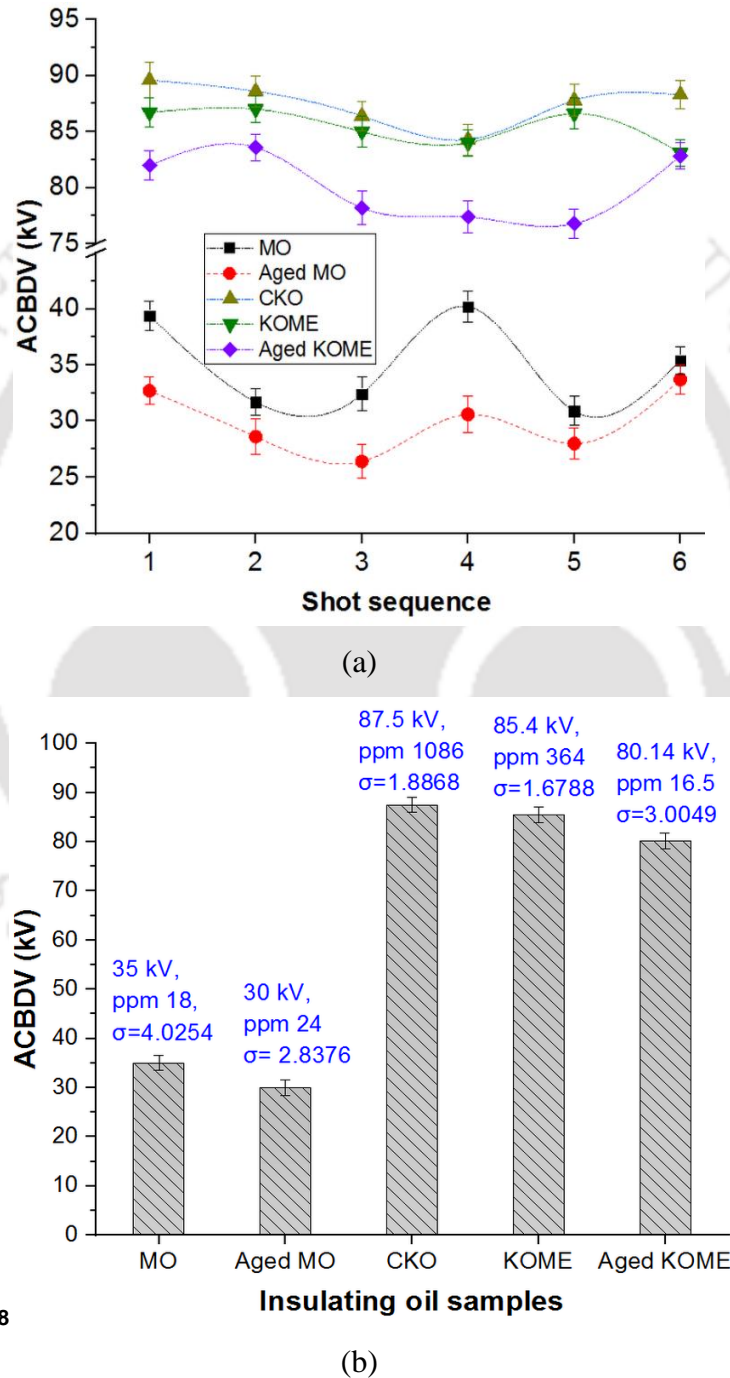 95
90
85
80
75
40
35
30
25
20
ACBDV (kV)
MO
Aged MO
CKO
KOME
Aged KOME
1 2 3 4 5 6
Shot sequence
(a)
100
90
80
70
60
50
40
30
20
10
0
ACBDV (kV)
35 kV,
ppm 18,
σ=4.0254
30 kV,
ppm 24
σ= 2.8376
87.5 kV,
ppm 1086
σ=1.8868
85.4 kV,
ppm 364
σ=1.6788
80.14 kV,
ppm 16.5
σ=3.0049
MO Aged MO CKO KOME Aged KOME
Insulating oil samples
8
(b)